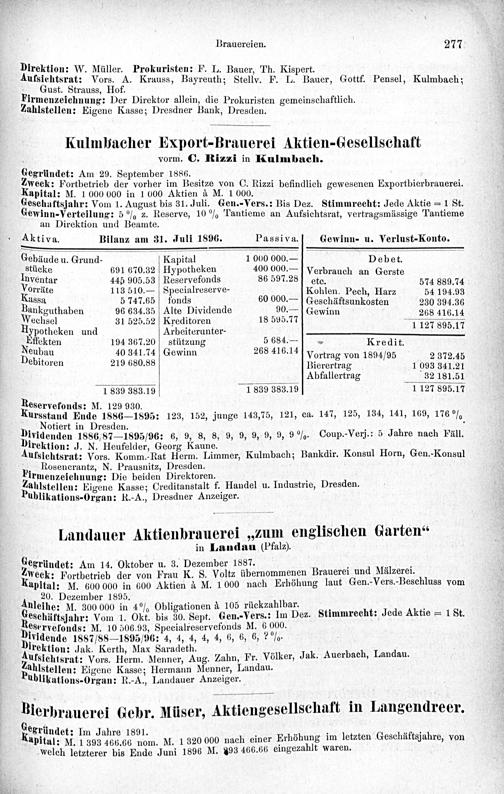 Brauereien. 277
Direktion: W. Müller. Prokuristen: F. L. Bauer, Th. Kispert.
Aufsichtsrat: Vors. A. Krauss, Bayreuth; Stellv. F. L. Bauer, Gottf. Pensel, Kulmbach;
Gust. Strauss, Hof.
Firmenzeichnung: Der Direktor allein, die Prokuristen gemeinschaftlich.
Zahlstellen: Eigene Kasse; Dresdner Bank, Dresden.
Kulmbacher Export-Brauerei Aktien-Gesellschaft
vorm. C. Rizzi in Kulmbach.
Gegründet: Am 29. September 1886.
Zweck: Fortbetrieb der vorher im Besitze von C. Rizzi befindlich gewesenen Exportbierbrauerei.
Kapital: M. 1 000 000 in 1 000 Aktien à M. 1 000.
Geschäftsjahr: Vom 1. August bis 31. Juli. Gen.-Vers.: Bis Dez. Stimmrecht: Jede Aktie = 1 St.
Gewinn-Verteilung: 5 % z. Reserve, 10 % Tantieme an Aufsichtsrat, vertragsmässige Tantieme
an Direktion und Beamte.
Aktiva. Bilanz am 31. Juli 1896. Passiva.
Gebäude u. Grund-
stücke 691 670.32
Inventar 445 905.53
Vorräte 113 510.—
Kassa 5 747.65
Bankguthaben 96 634.35
Wechsel 31 525.52
Hypotheken und
Effekten 194 367.20
Neubau 40 341.74
Debitoren 219 680.88
1 839 383.19
Kapital 1 000 000.—
Hypotheken 400 000.—
Reservefonds 86 597.28
Specialreserve-
fonds 60 000.—
Alte Dividende 90.—
Kreditoren 18 595.77
Arbeiterunter-
stützung 5 684.—
Gewinn 268 416.14
1 839 383.19
Gewinn- u. Verlust-Konto.
Debet.
Verbrauch an Gerste
etc. 574 889.74
Kohlen, Pech, Harz 54 194.93
Geschäftsunkosten 230 394.36
Gewinn 268 416.14
1 127 895.17
Kredit.
Vortrag von 1894/95 2 372.45
Bierertrag 1 093 341.21
Abfallertrag 32 181.51
1 127 895.17
Reservefonds: M. 129 930.
Kursstand Ende 1886—1895: 123, 152, junge 143,75, 121, ca. 147, 125, 134, 141, 169, 176 %.
Notiert in Dresden.
Dividenden 1886/87—1895/96: 6, 9, 8, 8, 9, 9, 9, 9, 9, 9 %. Coup.-Verj.: 5 Jahre nach Fäll.
Direktion: J. N. Heufelder, Georg Kaune.
Aufsichtsrat: Vors. Komm.-Rat Herm. Limmer, Kulmbach; Bankdir. Konsul Horn, Gen.-Konsul
Rosencrantz, N. Prausnitz, Dresden.
Firmenzeichnung: Die beiden Direktoren.
Zahlstellen: Eigene Kasse; Creditanstalt f. Handel u. Industrie, Dresden.
Publikations-Organ: R.-A., Dresdner Anzeiger.
Landauer Aktienbrauerei „zum englischen Garten“
in Landau (Pfalz).
Gegründet: Am 14. Oktober u. 3. Dezember 1887.
Zweck: Fortbetrieb der von Frau K. S. Voltz übernommenen Brauerei und Mälzerei.
Kapital: M. 600 000 in 600 Aktien à M. 1 000 nach Erhöhung laut Gen.-Vers.-Beschluss vom
20. Dezember 1895.
Anleihe: M. 300 000 in 4 % Obligationen à 105 rückzahlbar.
Geschäftsjahr: Vom 1. Okt. bis 30. Sept. Gen.-Vers.: Im Dez. Stimmrecht: Jede Aktie = 1 St.
Reservefonds: M. 10 506.93, Specialreservefonds M. 6 000.
Dividende 1887/88—1895/96: 4, 4, 4, 4, 4, 6, 6, 6, ? %.
Direktion: Jak. Kerth, Max Saradeth.
Aufsichtsrat: Vors. Herm. Menner, Aug. Zahn, Fr. Völker, Jak. Auerbach, Landau.
Zahlstellen: Eigene Kasse; Hermann Menner, Landau.
Publikations-Organ: R.-A., Landauer Anzeiger.
Bierbrauerei Gebr. Müser, Aktiengesellschaft in Langendreer.
Gegründet: Im Jahre 1891.
Kapital: M. 1 393 466.66 nom. M. 1 320 000 nach einer Erhöhung im letzten Geschäftsjahre, von
welch letzterer bis Ende Juni 1896 M. 393 466.66 eingezahlt waren.